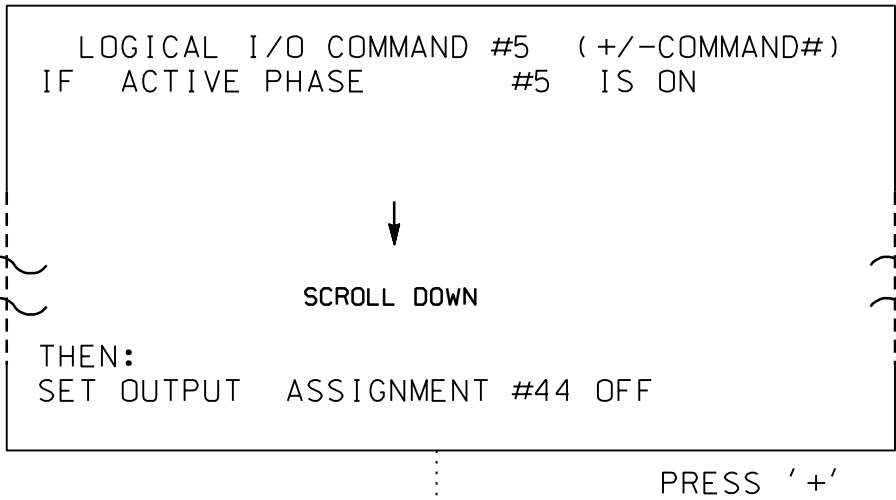 LOGICAL I/O COMMAND #5 (+/-COMMAND#)
IF ACTIVE PHASE #5 IS ON
SCROLL DOWN
THEN:
SET OUTPUT ASSIGNMENT #44 OFF
PRESS '+'